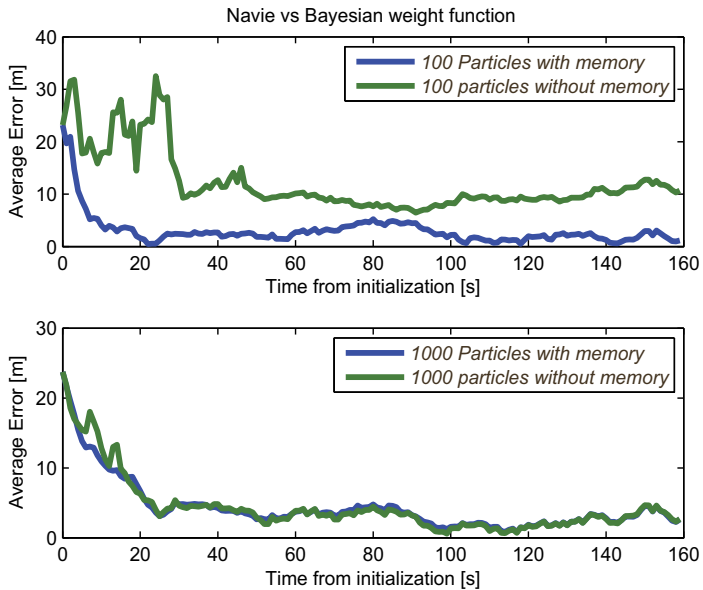 Navie vs Bayesian weight function
40
30
20
10
0
Average Error [m]
100 Particles with memory
100 particles without memory
0 20 40 60 80 100 120 140 160
Time from initialization [s]
30
20
10
0
Average Error [m]
1000 Particles with memory
1000 particles without memory
0 20 40 60 80 100 120 140 160
Time from initialization [s]